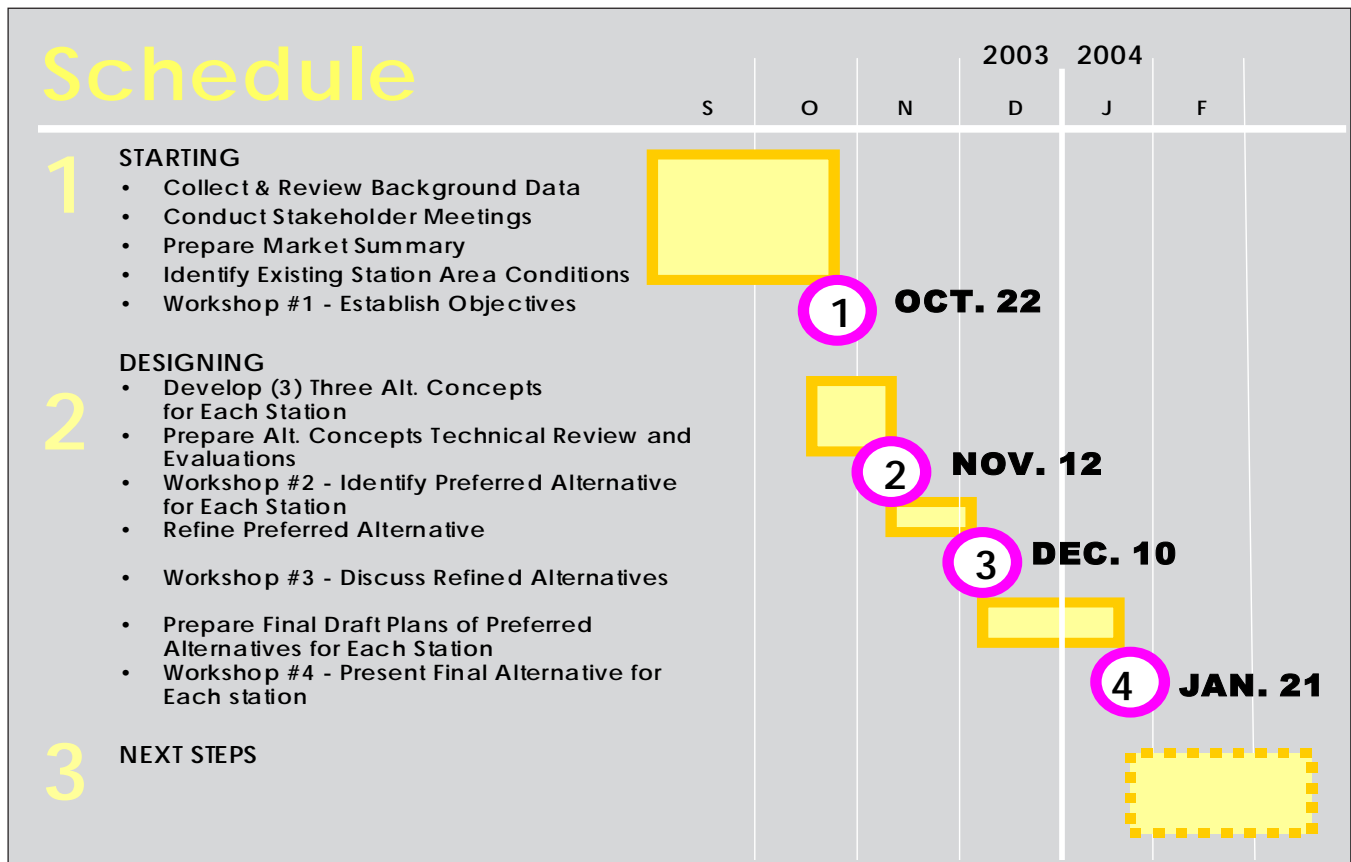 Schedule
2003 2004
S O N D J F
1
STARTING
• Collect & Review Background Data
• Conduct Stakeholder Meetings
• Prepare Market Summary
• Identify Existing Station Area Conditions
• Workshop #1 - Establish Objectives
1 OCT. 22
2
DESIGNING
• Develop (3) Three Alt. Concepts
for Each Station
• Prepare Alt. Concepts Technical Review and
Evaluations
• Workshop #2 - Identify Preferred Alternative
for Each Station
• Refine Preferred Alternative
2 NOV. 12
• Workshop #3 - Discuss Refined Alternatives
3 DEC. 10
• Prepare Final Draft Plans of Preferred
Alternatives for Each Station
• Workshop #4 - Present Final Alternative for
Each station
4 JAN. 21
3
NEXT STEPS